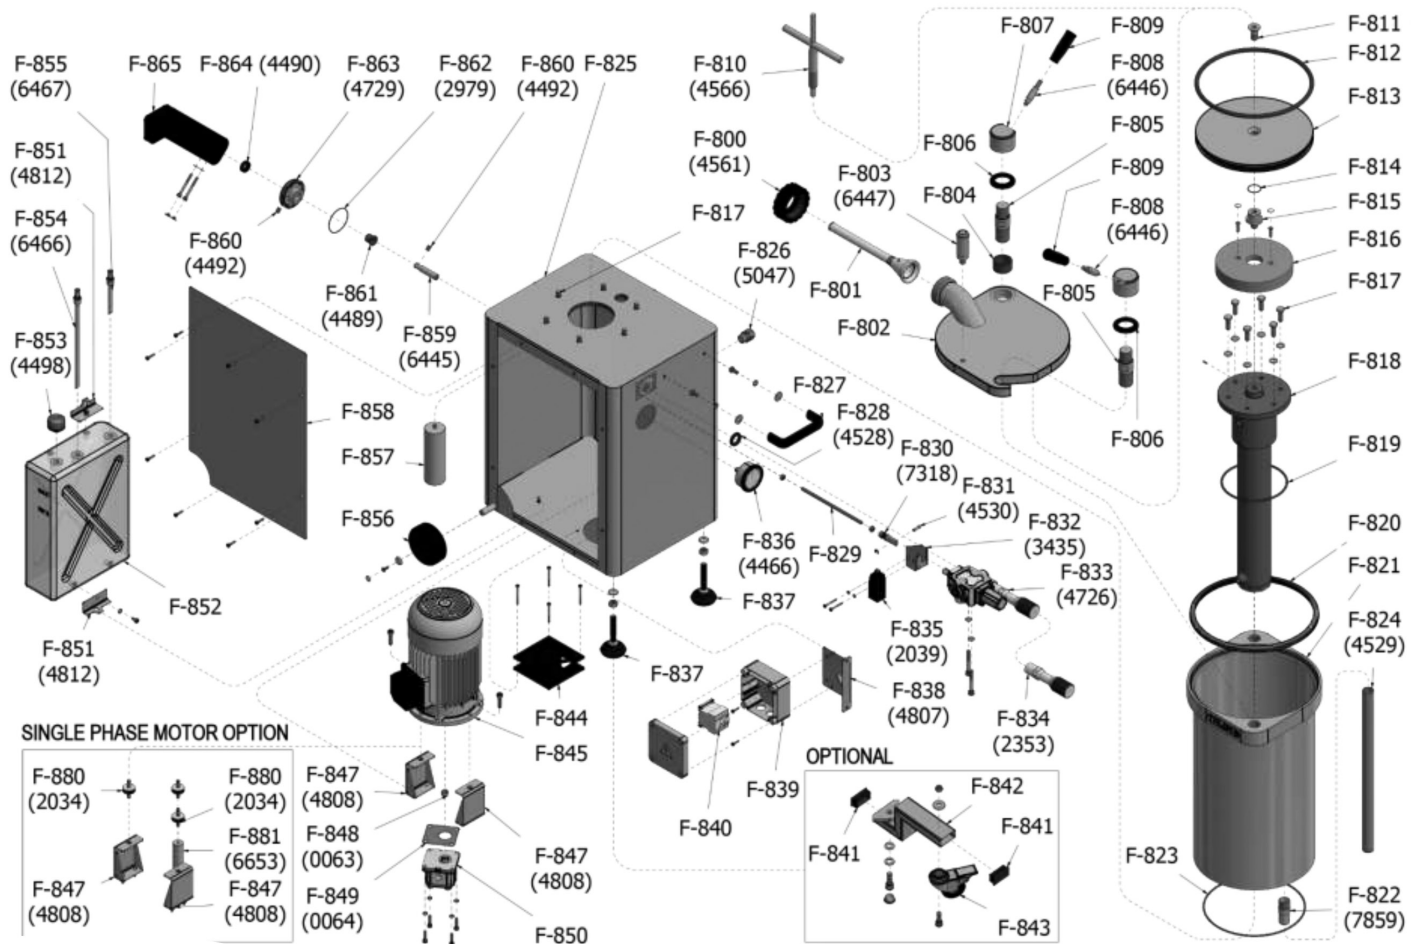 F-855
(6467)
F-865
F-864 (4490)
F-863
(4729)
F-862
(2979)
F-860
(4492)
F-825
F-810
(4566)
F-807
F-809
F-808
(6446)
F-811
F-812
F-813
F-851
(4812)
F-854
(6466)
F-860
(4492)
F-861
(4489)
F-859
(6445)
F-817
F-800
(4561)
F-803
(6447)
F-806
F-804
F-805
F-809
F-808
(6446)
F-814
F-815
F-816
F-817
F-826
(5047)
F-801
F-802
F-805
F-806
F-853
(4498)
F-858
F-857
F-856
F-827
F-828
(4528)
F-830
(7318)
F-831
(4530)
F-832
(3435)
F-833
(4726)
F-818
F-819
F-820
F-821
F-824
(4529)
F-836
(4466)
F-829
F-852
F-851
(4812)
F-837
F-837
F-835
(2039)
F-838
(4807)
F-834
(2353)
F-844
F-845
F-839
F-840
SINGLE PHASE MOTOR OPTION
F-880
(2034)
F-880
(2034)
F-881
(6653)
F-847
(4808)
F-847
(4808)
F-847
(4808)
F-848
(0063)
F-849
(0064)
F-847
(4808)
F-850
OPTIONAL
F-842
F-841
F-841
F-843
F-823
F-822
(7859)